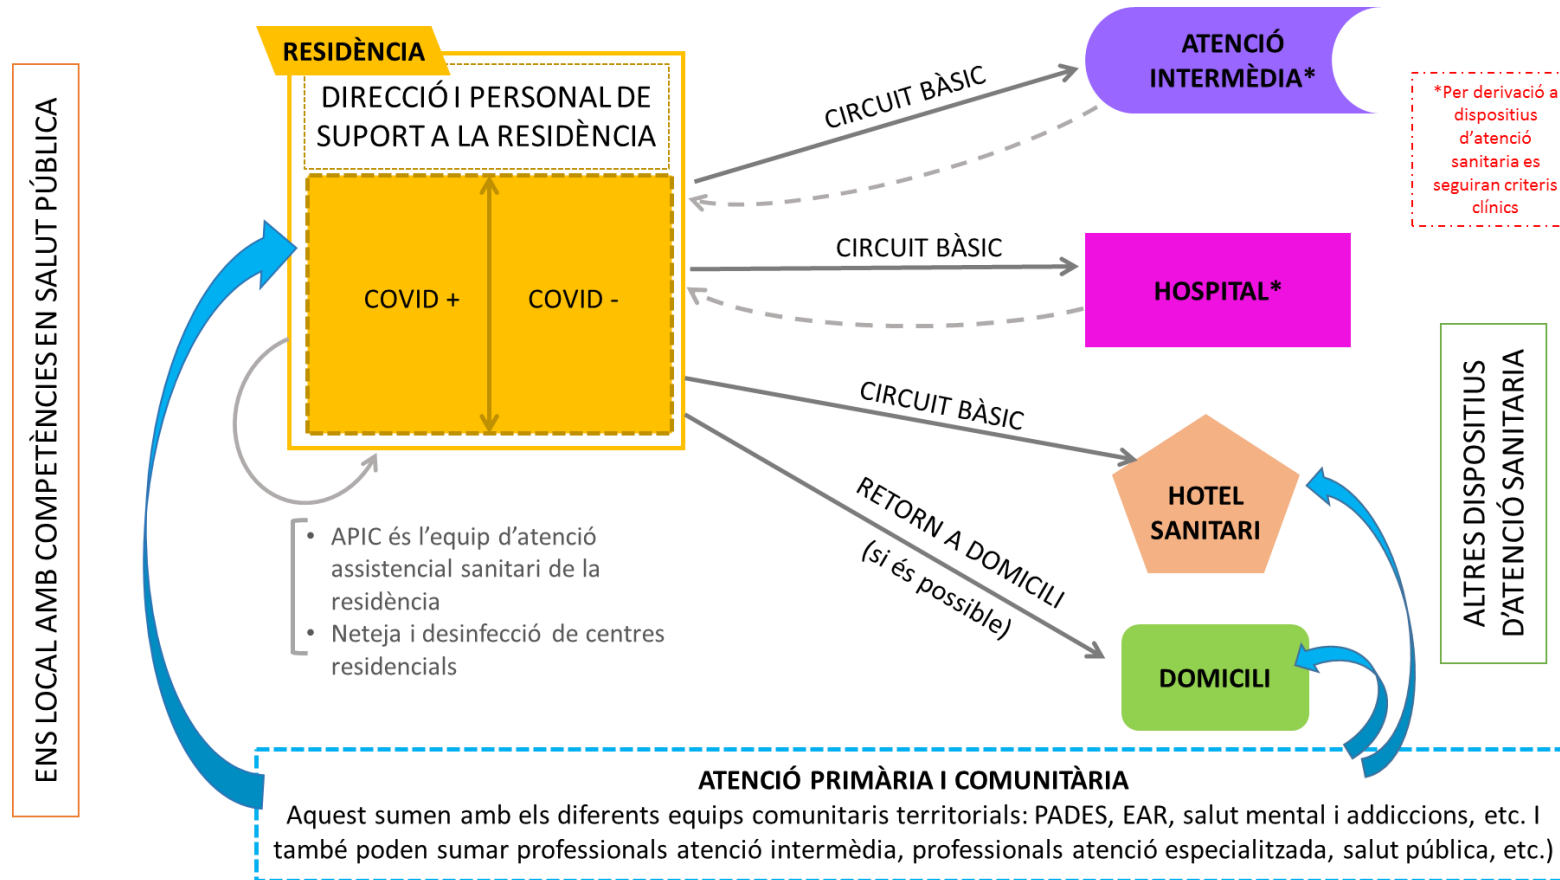 ENS LOCAL AMB COMPETÈNCIES EN SALUT PÚBLICA
RESIDÈNCIA
DIRECCIÓ I PERSONAL DE
SUPORT A LA RESIDÈNCIA
COVID +
COVID -
• APIC és l’equip d’atenció
assistencial sanitari de la
residència
• Neteja i desinfecció de centres
residencials
CIRCUIT BÀSIC
CIRCUIT BÀSIC
CIRCUIT BÀSIC
RETORN A DOMICILI
(si és possible)
ATENCIÓ
INTERMÈDIA*
HOSPITAL*
HOTEL
SANITARI
DOMICILI
*Per derivació a
dispositius
d’atenció
sanitaria es
seguiran criteris
clínics
ALTRES DISPOSITIUS
D’ATENCIÓ SANITARIA
ATENCIÓ PRIMÀRIA I COMUNITÀRIA
Aquest sumen amb els diferents equips comunitaris territorials: PADES, EAR, salut mental i addiccions, etc. I
també poden sumar professionals atenció intermèdia, professionals atenció especialitzada, salut pública, etc.)